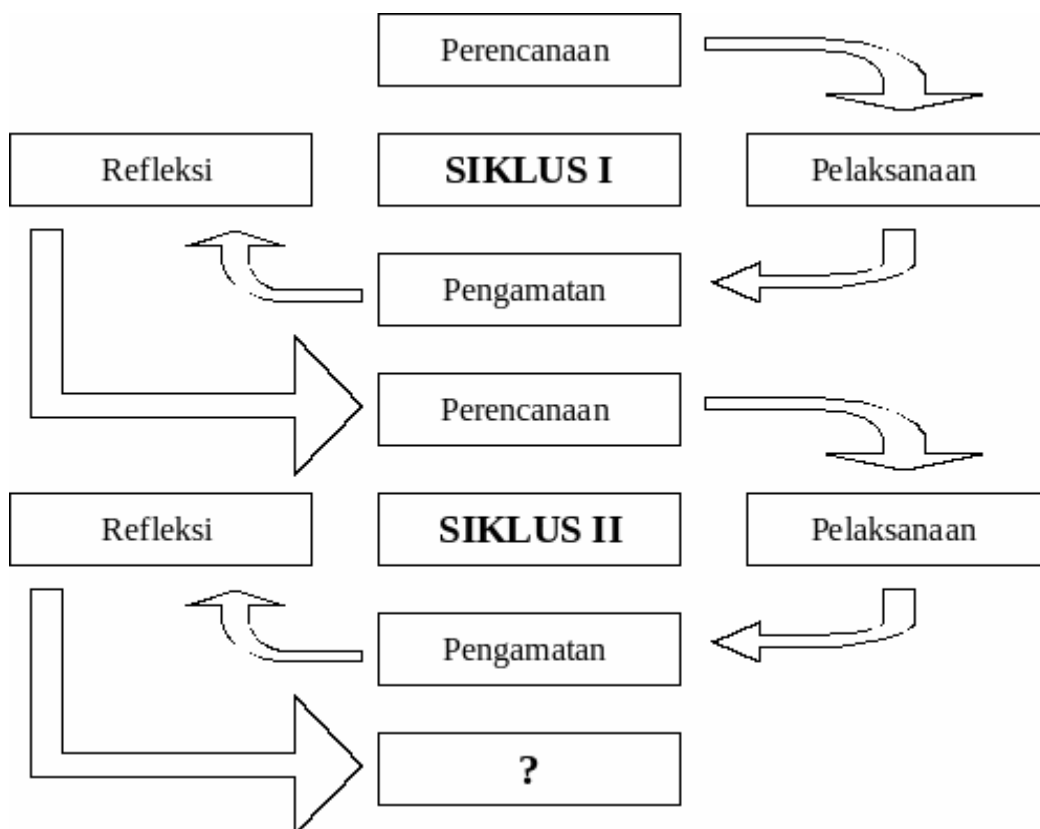 Perencanaan
Refleksi
SIKLUS I
Pelaksanaan
Pengamatan
Perencanaan
Refleksi
SIKLUS II
Pelaksanaan
Pengamatan
?